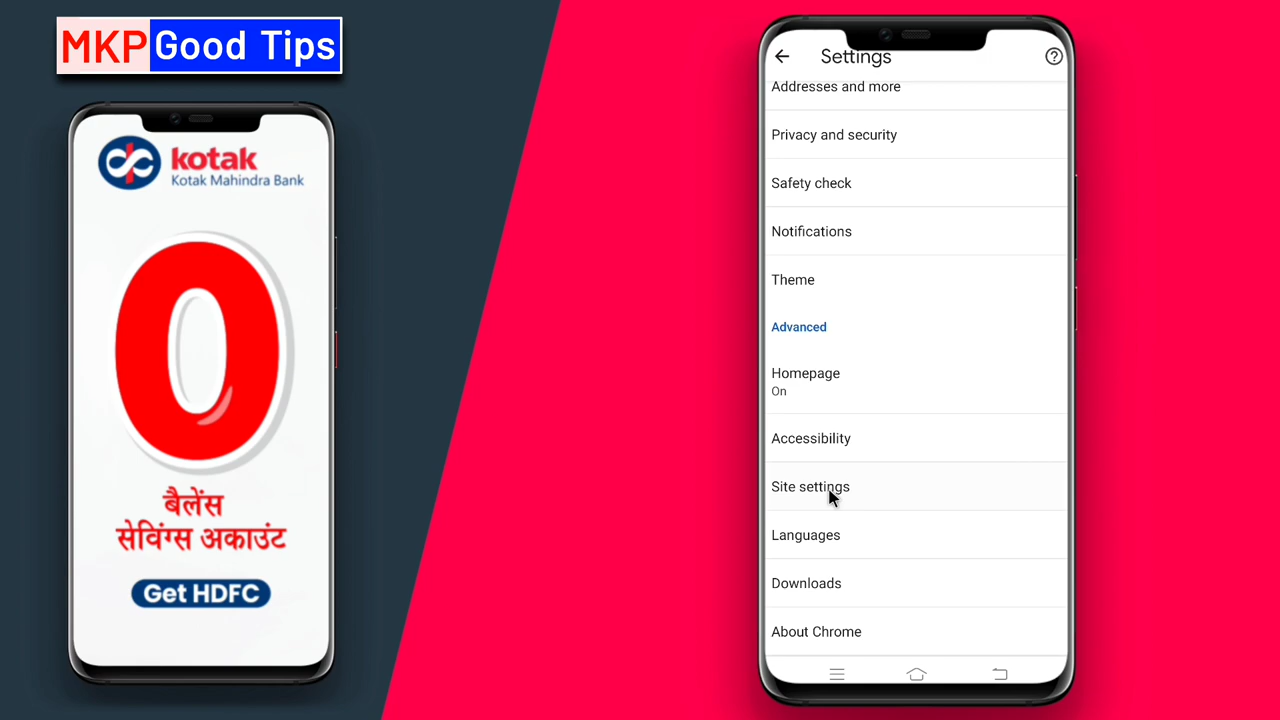 MKP Good Tips
kotak
Kotak Mahindra Bank
0
बैलेंस
सेविंग्स अकाउंट
Get HDFC
Settings
Addresses and more
Privacy and security
Safety check
Notifications
Theme
Advanced
Homepage
On
Accessibility
Site settings
Languages
Downloads
About Chrome